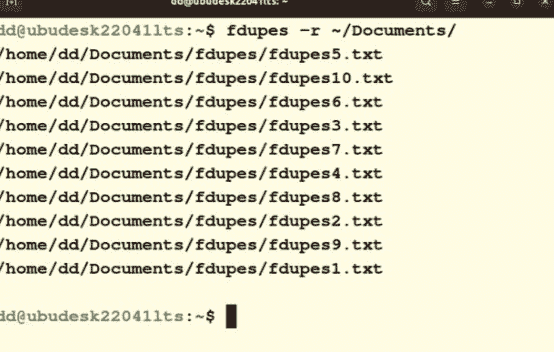 dd@ubudesk22041lts: ~
dd@ubudesk22041lts:~$ fdupes -r ~/Documents/
/home/dd/Documents/fdupes/fdupes5.txt
/home/dd/Documents/fdupes/fdupes10.txt
/home/dd/Documents/fdupes/fdupes6.txt
/home/dd/Documents/fdupes/fdupes3.txt
/home/dd/Documents/fdupes/fdupes7.txt
/home/dd/Documents/fdupes/fdupes4.txt
/home/dd/Documents/fdupes/fdupes8.txt
/home/dd/Documents/fdupes/fdupes2.txt
/home/dd/Documents/fdupes/fdupes9.txt
/home/dd/Documents/fdupes/fdupes1.txt
dd@ubudesk22041lts:~$